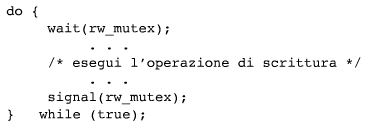 do {
wait(rw_mutex);
. . .
/* esegui l'operazione di scrittura */
. . .
signal(rw_mutex);
} while (true);